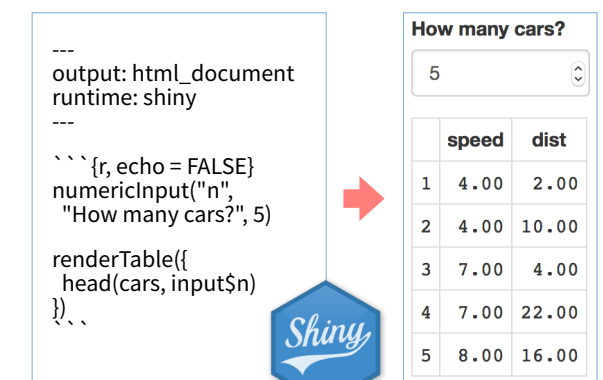 ---
output: html_document
runtime: shiny
---
```{r, echo = FALSE}
numericInput("n",
  "How many cars?", 5)
renderTable({
  head(cars, input$n)
})
```
Shiny
How many cars?
5
speed dist
1 4.00 2.00
2 4.00 10.00
3 7.00 4.00
4 7.00 22.00
5 8.00 16.00